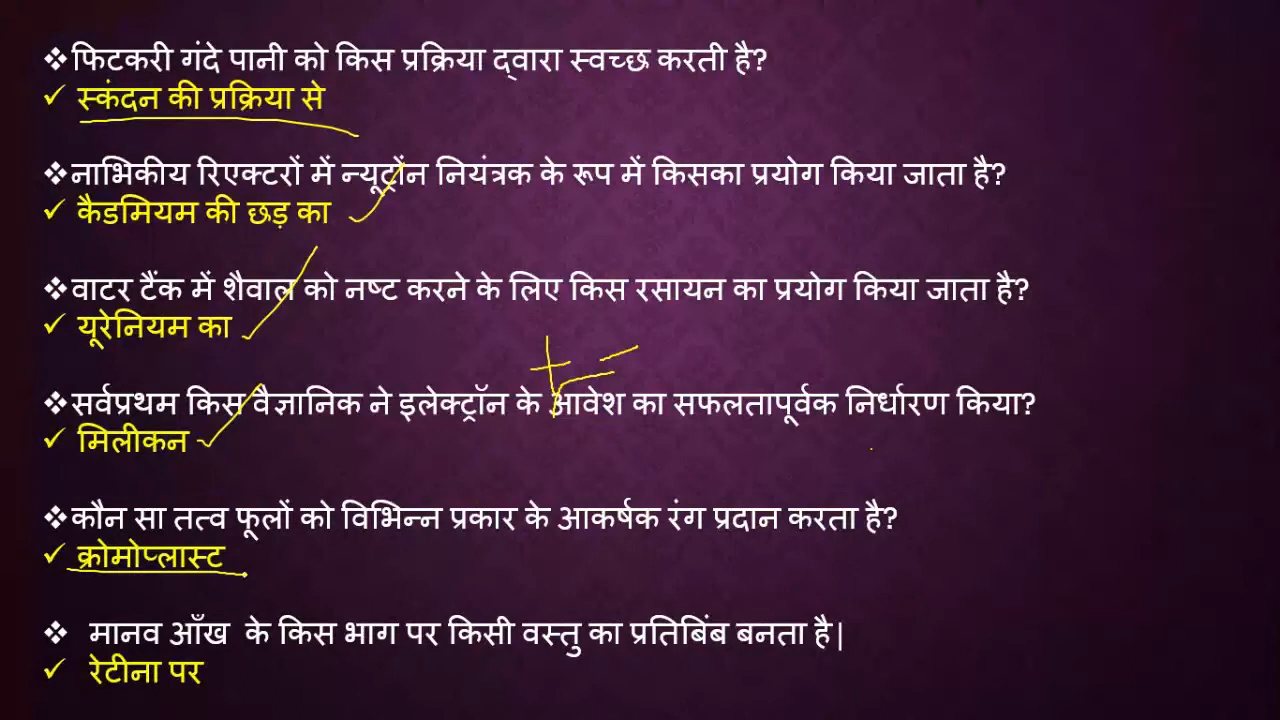 ❖फिटकरी गंदे पानी को किस प्रक्रिया द्वारा स्वच्छ करती है?
✓ स्कंदन की प्रक्रिया से
❖नाभिकीय रिएक्टरों में न्यूट्रोंन नियंत्रक के रूप में किसका प्रयोग किया जाता है?
✓ कैडमियम की छड़ का
❖वाटर टैंक में शैवाल को नष्ट करने के लिए किस रसायन का प्रयोग किया जाता है?
✓ यूरेनियम का
❖सर्वप्रथम किस वैज्ञानिक ने इलेक्ट्रॉन के आवेश का सफलतापूर्वक निर्धारण किया?
✓ मिलीकन
❖कौन सा तत्व फूलों को विभिन्न प्रकार के आकर्षक रंग प्रदान करता है?
✓ क्रोमोप्लास्ट
❖ मानव आँख के किस भाग पर किसी वस्तु का प्रतिबिंब बनता है|
✓ रेटीना पर